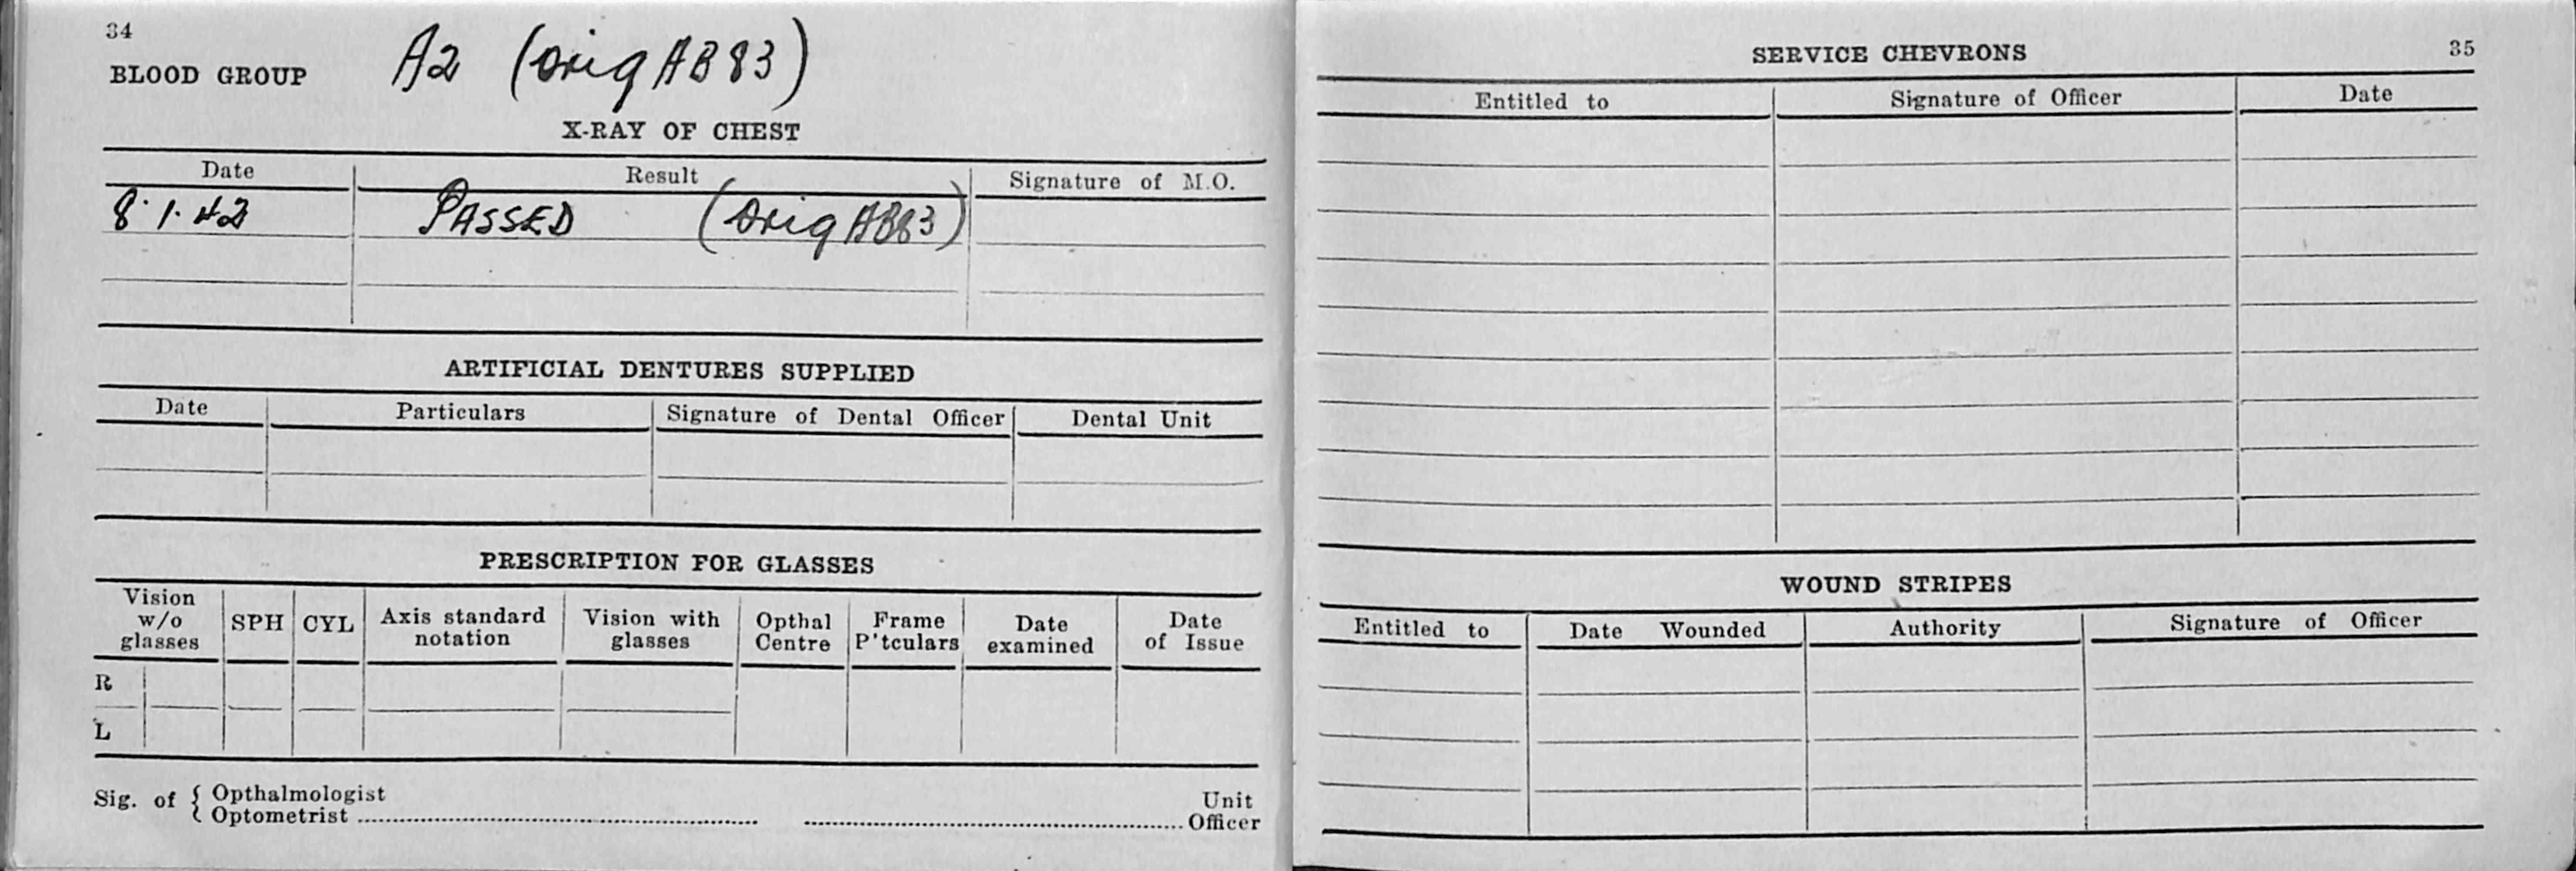 34
BLOOD GROUP A2 (orig AB83)
X-RAY OF CHEST
Date Result Signature of M.O.
8.1.42 PASSED (orig AB83)
ARTIFICIAL DENTURES SUPPLIED
Date Particulars Signature of Dental Officer Dental Unit
PRESCRIPTION FOR GLASSES
Vision w/o glasses SPH CYL Axis standard notation Vision with glasses Opthal Centre Frame P'tculars Date examined Date of Issue
R
L
Sig. of { Opthalmologist Unit
Optometrist Officer
35
SERVICE CHEVRONS
Entitled to Signature of Officer Date
WOUND STRIPES
Entitled to Date Wounded Authority Signature of Officer